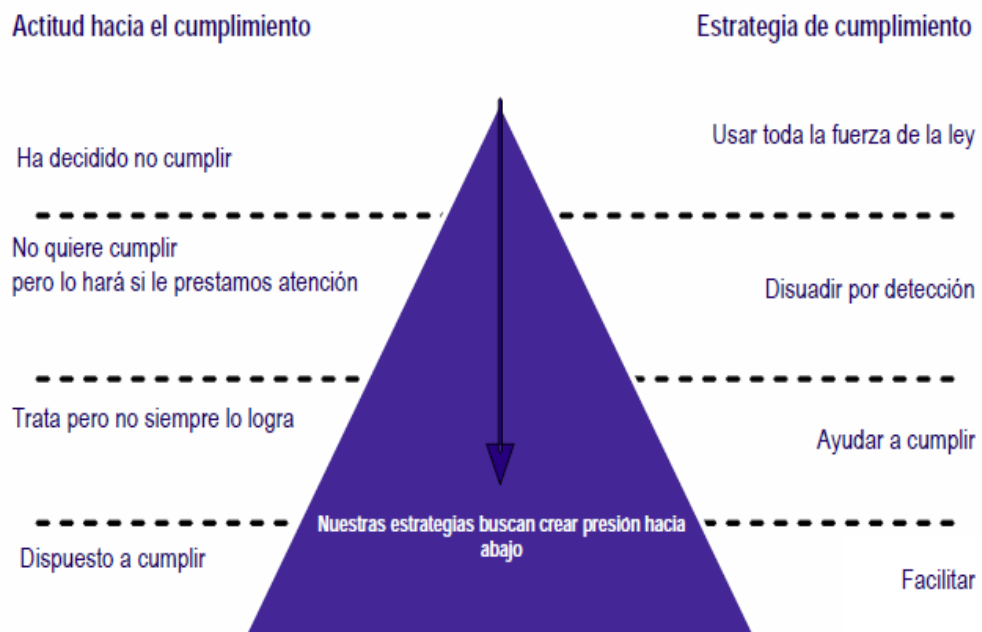 Actitud hacia el cumplimiento
Estrategia de cumplimiento
Ha decidido no cumplir
Usar toda la fuerza de la ley
No quiere cumplir
pero lo hará si le prestamos atención
Disuadir por detección
Trata pero no siempre lo logra
Ayudar a cumplir
Nuestras estrategias buscan crear presión hacia
abajo
Dispuesto a cumplir
Facilitar